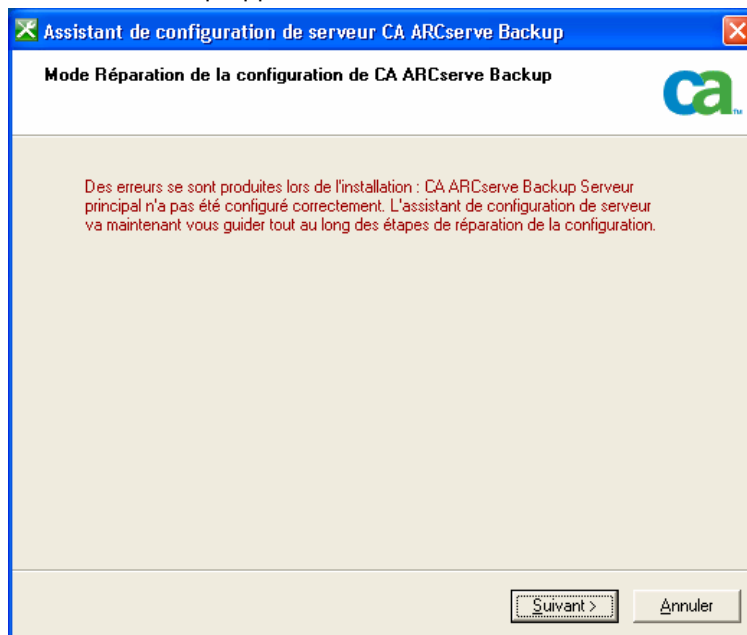 Assistant de configuration de serveur CA ARCserve Backup
Mode Réparation de la configuration de CA ARCserve Backup
ca
Des erreurs se sont produites lors de l'installation : CA ARCserve Backup Serveur
principal n'a pas été configuré correctement. L'assistant de configuration de serveur
va maintenant vous guider tout au long des étapes de réparation de la configuration.
Suivant >
Annuler